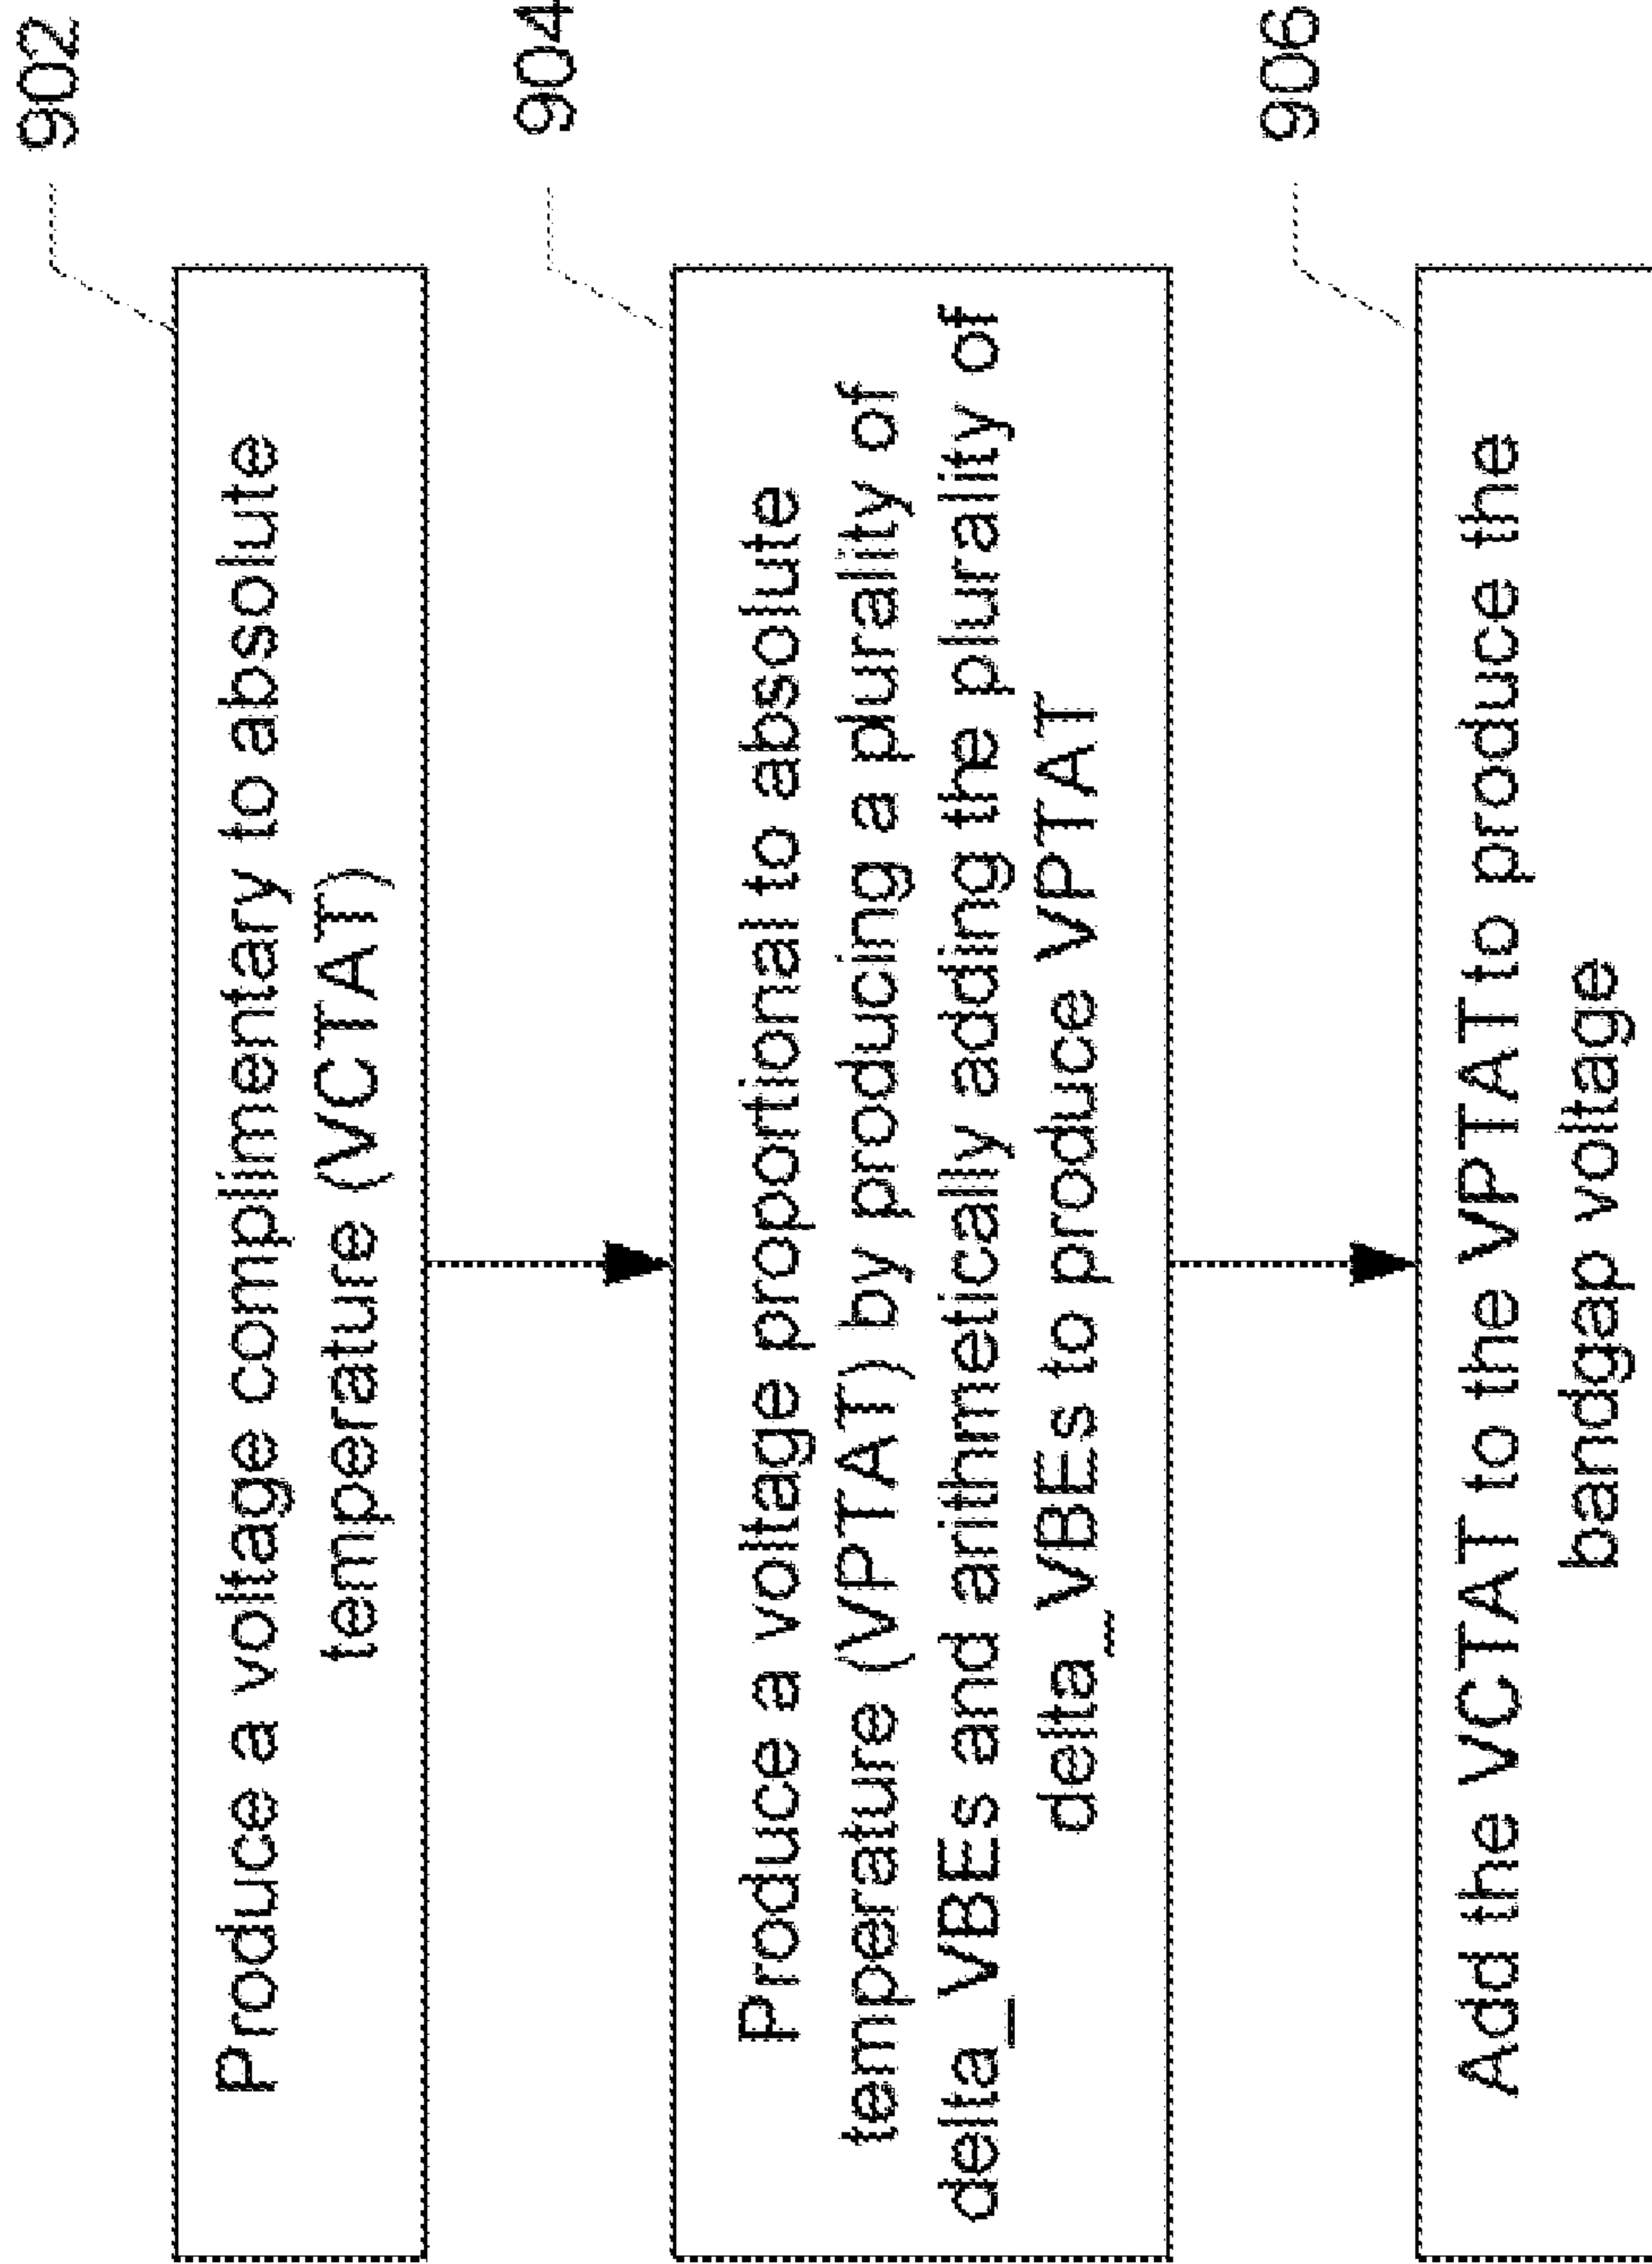 902
Produce a voltage complimentary to absolute
temperature (VCTAT)
904
Produce a voltage proportional to absolute
temperature (VPTAT) by producing a plurality of
delta_VBEs and arithmetically adding the plurality of
delta_VBEs to produce VPTAT
906
Add the VCTAT to the VPTAT to produce the
bandgap voltage